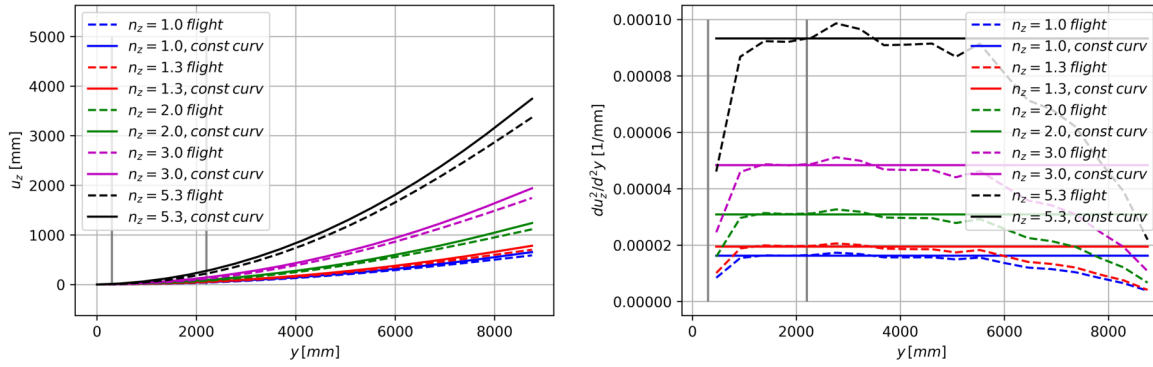 5000
4000
3000
2000
1000
0
u_z [mm]
n_z = 1.0 flight
n_z = 1.0, const curv
n_z = 1.3 flight
n_z = 1.3, const curv
n_z = 2.0 flight
n_z = 2.0, const curv
n_z = 3.0 flight
n_z = 3.0, const curv
n_z = 5.3 flight
n_z = 5.3, const curv
0 2000 4000 6000 8000
y [mm]
0.00010
0.00008
0.00006
0.00004
0.00002
0.00000
du_z^2/d^2y [1/mm]
n_z = 1.0 flight
n_z = 1.0, const curv
n_z = 1.3 flight
n_z = 1.3, const curv
n_z = 2.0 flight
n_z = 2.0, const curv
n_z = 3.0 flight
n_z = 3.0, const curv
n_z = 5.3 flight
n_z = 5.3, const curv
0 2000 4000 6000 8000
y [mm]